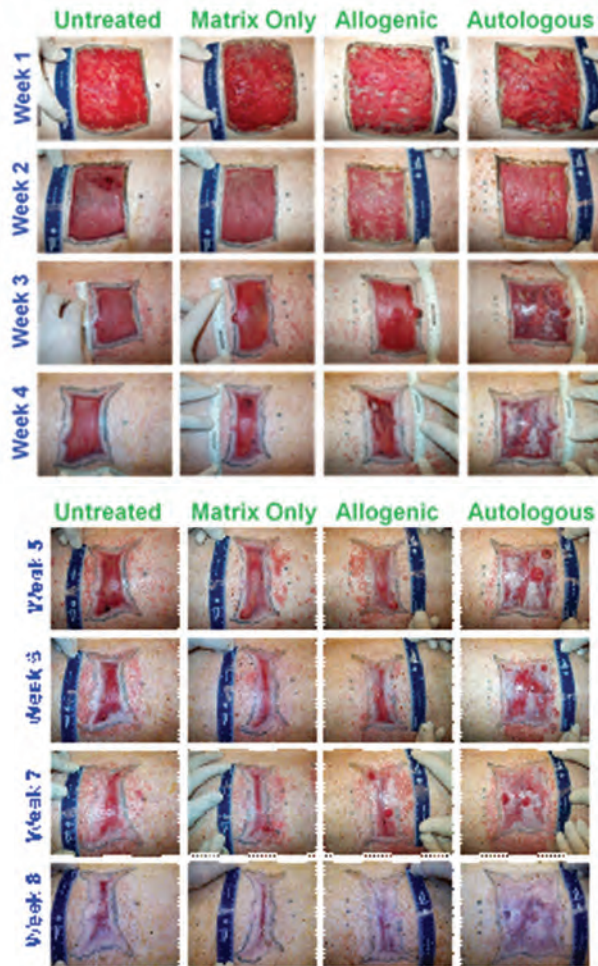 Untreated Matrix Only Allogenic Autologous
Week 1
Week 2
Week 3
Week 4
Untreated Matrix Only Allogenic Autologous
Week 5
Week 6
Week 7
Week 8